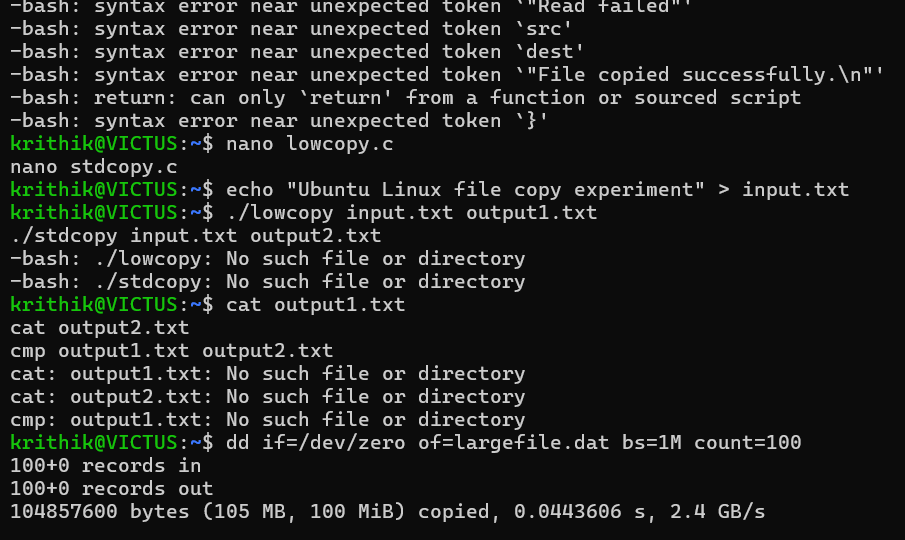 -bash: syntax error near unexpected token `"Read failed"'
-bash: syntax error near unexpected token `src'
-bash: syntax error near unexpected token `dest'
-bash: syntax error near unexpected token `"File copied successfully.\n"'
-bash: return: can only `return' from a function or sourced script
-bash: syntax error near unexpected token `}'
krithik@VICTUS:~$ nano lowcopy.c
nano stdcopy.c
krithik@VICTUS:~$ echo "Ubuntu Linux file copy experiment" > input.txt
krithik@VICTUS:~$ ./lowcopy input.txt output1.txt
./stdcopy input.txt output2.txt
-bash: ./lowcopy: No such file or directory
-bash: ./stdcopy: No such file or directory
krithik@VICTUS:~$ cat output1.txt
cat output2.txt
cmp output1.txt output2.txt
cat: output1.txt: No such file or directory
cat: output2.txt: No such file or directory
cmp: output1.txt: No such file or directory
krithik@VICTUS:~$ dd if=/dev/zero of=largefile.dat bs=1M count=100
100+0 records in
100+0 records out
104857600 bytes (105 MB, 100 MiB) copied, 0.0443606 s, 2.4 GB/s